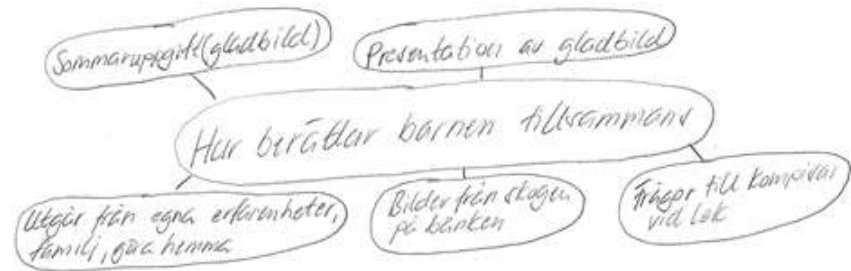 Sommaruppgift (gladbild)
Presentation av gladbild
Hur berättar barnen tillsammans
Utgår från egna erfarenheter,
familj, göra hemma
Bilder från skogen
på bänken
Frågor till kompisar
vid lek